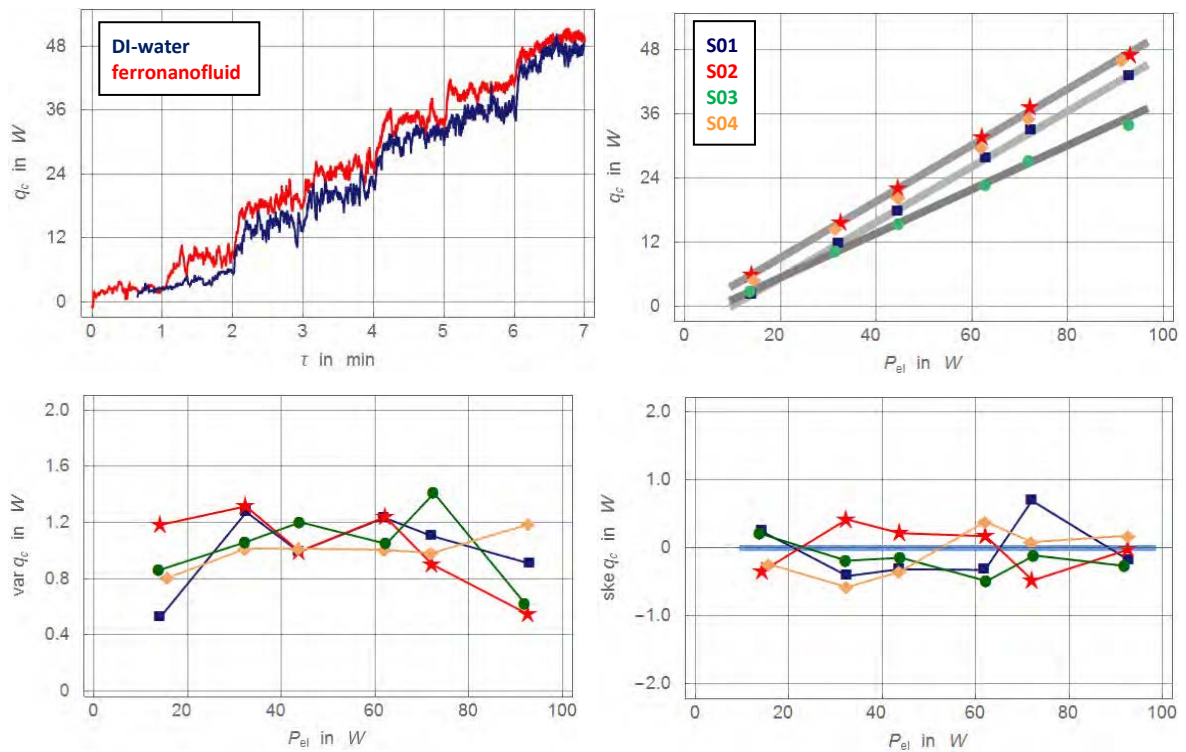 DI-water
ferronanofluid
q_c in W
48
36
24
12
0
0 1 2 3 4 5 6 7
τ in min
S01
S02
S03
S04
q_c in W
48
36
24
12
0
0 20 40 60 80 100
P_el in W
var q_c in W
2.0
1.6
1.2
0.8
0.4
0
0 20 40 60 80 100
P_el in W
ske q_c in W
2.0
1.0
0
−1.0
−2.0
0 20 40 60 80 100
P_el in W